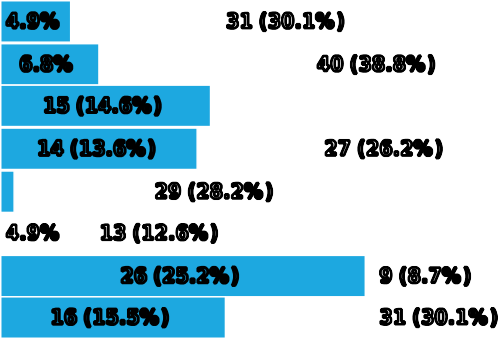 4.9% 31 (30.1%)
6.8% 40 (38.8%)
15 (14.6%)
14 (13.6%) 27 (26.2%)
29 (28.2%)
4.9% 13 (12.6%)
26 (25.2%) 9 (8.7%)
16 (15.5%) 31 (30.1%)